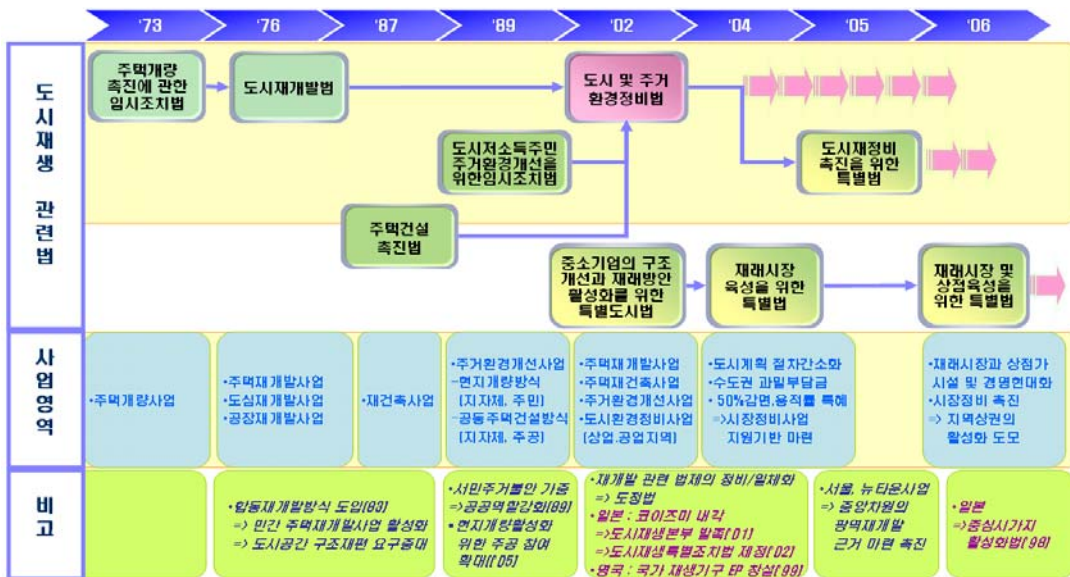 '73 '76 '87 '89 '02 '04 '05 '06
도시재생 관련법
주택개량
촉진에 관한
임시조치법
도시재개발법
도시 및 주거
환경정비법
도시저소득주민
주거환경개선을
위한임시조치법
도시재정비
촉진을 위한
특별법
주택건설
촉진법
중소기업의 구조
개선과 재래방안
활성화를 위한
특별도시법
재래시장
육성을 위한
특별법
재래시장 및
상점육성을
위한 특별법
사업영역
•주택개량사업
•주택재개발사업
•도심재개발사업
•공장재개발사업
•재건축사업
•주거환경개선사업
–현지개량방식
(지자체, 주민)
–공동주택건설방식
(지자체, 주공)
•주택재개발사업
•주택재건축사업
•주거환경개선사업
•도시환경정비사업
(상업,공업지역)
•도시계획 절차간소화
•수도권 과밀부담금
• 50%감면,용적률 특혜
⇒시장정비사업
지원기반 마련
•재래시장과 상점가
시설 및 경영현대화
•시장정비 촉진
⇒ 지역상권의
활성화 도모
비고
•합동재개발방식 도입(83)
⇒ 민간 주택재개발사업 활성화
⇒ 도시공간 구조재편 요구증대
•서민주거불안 가중
⇒공공역할강화(89)
•현지개량활성화
위한 주공 참여
확대('05)
•재개발 관련 법제의 정비/일체화
⇒ 도정법
•일본 : 코이즈미 내각
⇒도시재생본부 발족('01)
⇒도시재생특별조치법 제정('02)
•영국 : 국가 재생기구 EP 창설('99)
•서울, 뉴타운사업
⇒ 중앙차원의
광역재개발
근거 마련 촉진
•일본
⇒중심시가지
활성화법('98)